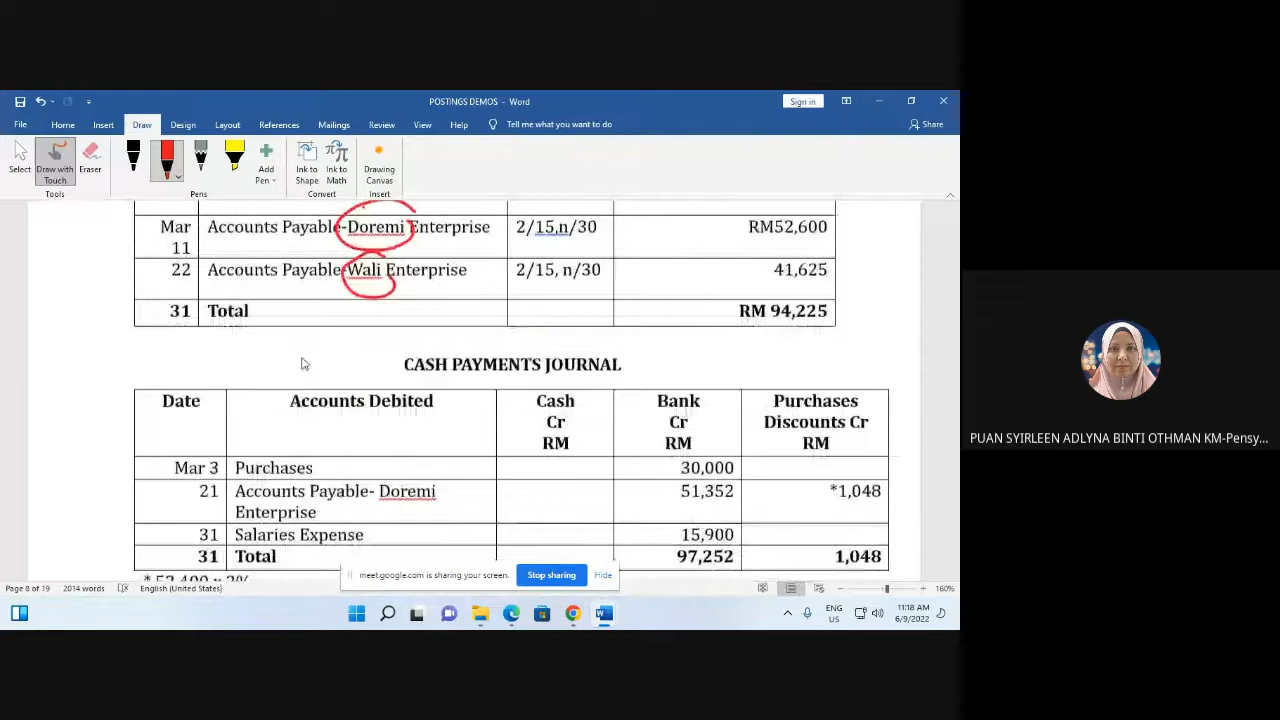 POSTINGS DEMOS - Word
Sign in
File Home Insert Draw Design Layout References Mailings Review View Help Tell me what you want to do Share
Select Draw with Touch Eraser Add Pen Ink to Shape Ink to Math Drawing Canvas
Tools Pens Convert Insert
Mar 11 Accounts Payable-Doremi Enterprise 2/15,n/30 RM52,600
22 Accounts Payable-Wali Enterprise 2/15, n/30 41,625
31 Total RM 94,225
CASH PAYMENTS JOURNAL
Date Accounts Debited Cash Cr RM Bank Cr RM Purchases Discounts Cr RM
Mar 3 Purchases 30,000
21 Accounts Payable- Doremi Enterprise 51,352 *1,048
31 Salaries Expense 15,900
31 Total 97,252 1,048
* 52,400 x 2%
meet.google.com is sharing your screen. Stop sharing Hide
Page 8 of 19 2014 words English (United States) 160%
ENG US 11:18 AM 6/9/2022
PUAN SYIRLEEN ADLYNA BINTI OTHMAN KM-Pensy...